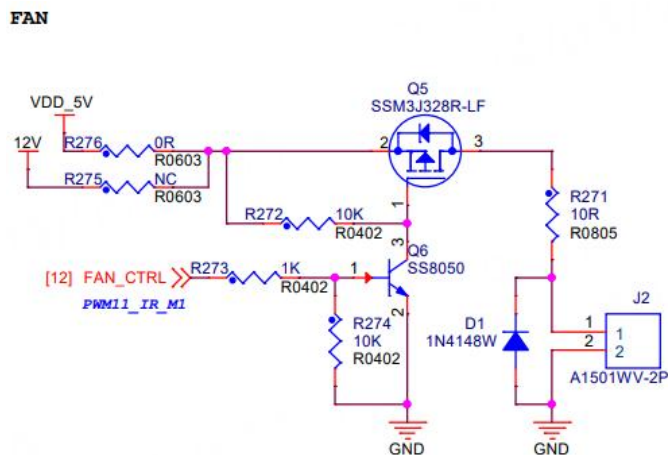 FAN
Q5
SSM3J328R-LF
VDD_5V
12V
R276
0R
R0603
2
3
R275
NC
R0603
R271
10R
R0805
R272
10K
R0402
1
3
Q6
SS8050
[12] FAN_CTRL
R273
1K
R0402
1
PWM11_IR_M1
2
R274
10K
R0402
D1
1N4148W
J2
1
1
2
2
A1501WV-2P
GND
GND